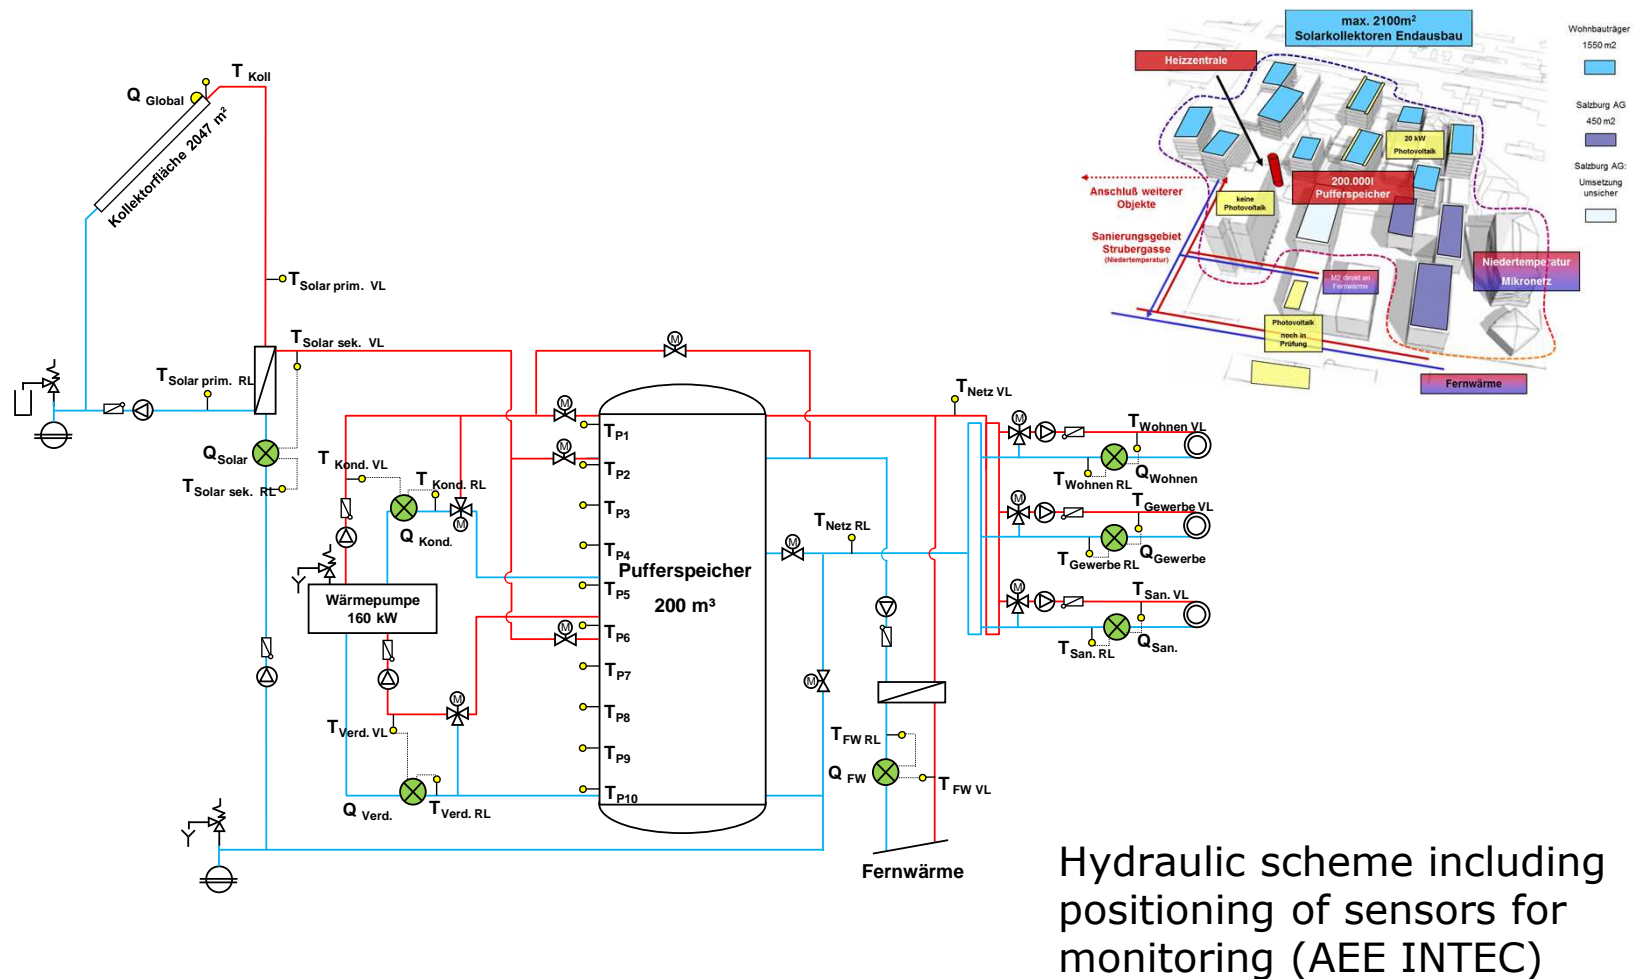 T Koll
Q Global
Kollektorfläche 2047 m²
T Solar prim. VL
T Solar sek. VL
T Solar prim. RL
Q Solar
T Solar sek. RL
T Kond. VL
T Kond. RL
Q Kond.
Wärmepumpe
160 kW
T Verd. VL
Q Verd.
T Verd. RL
M
M
M
M
M
M
M
M
M
M
M
T P1
T P2
T P3
T P4
T P5
T P6
T P7
T P8
T P9
T P10
Pufferspeicher
200 m³
T Netz VL
T Netz RL
T Wohnen VL
T Wohnen RL
Q Wohnen
T Gewerbe VL
T Gewerbe RL
Q Gewerbe
T San. VL
T San. RL
Q San.
T FW RL
Q FW
T FW VL
Fernwärme
max. 2100m²
Solarkollektoren Endausbau
Heizzentrale
20 kW
Photovoltaik
200.000l
Pufferspeicher
keine
Photovoltaik
Anschluß weiterer
Objekte
Sanierungsgebiet
Strubergasse
(Niedertemperatur)
M2 direkt an
Fernwärme
Photovoltaik
noch in
Prüfung
Niedertemperatur
Mikronetz
Fernwärme
Wohnbauträger
1550 m2
Salzburg AG
450 m2
Salzburg AG:
Umsetzung
unsicher
Hydraulic scheme including
positioning of sensors for
monitoring (AEE INTEC)